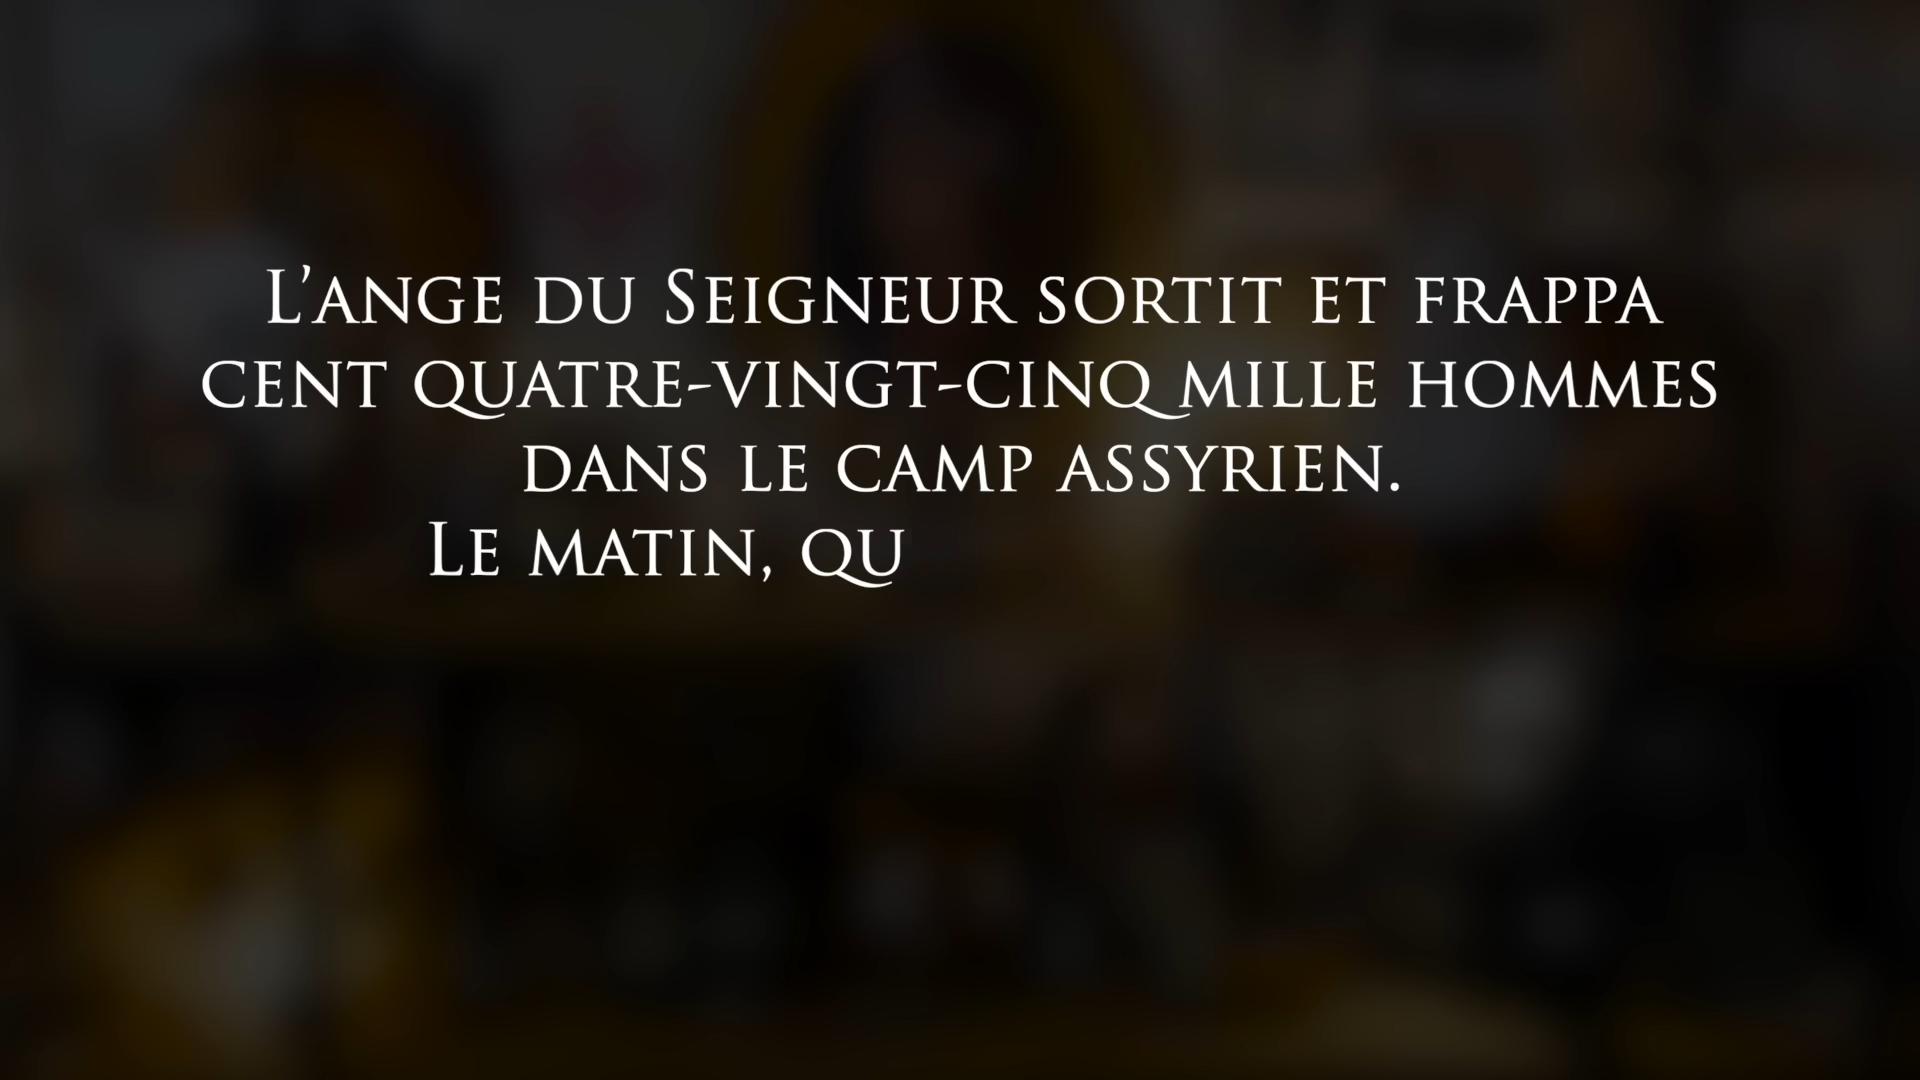 L’ange du Seigneur sortit et frappa
cent quatre-vingt-cinq mille hommes
dans le camp assyrien.
Le matin, qu